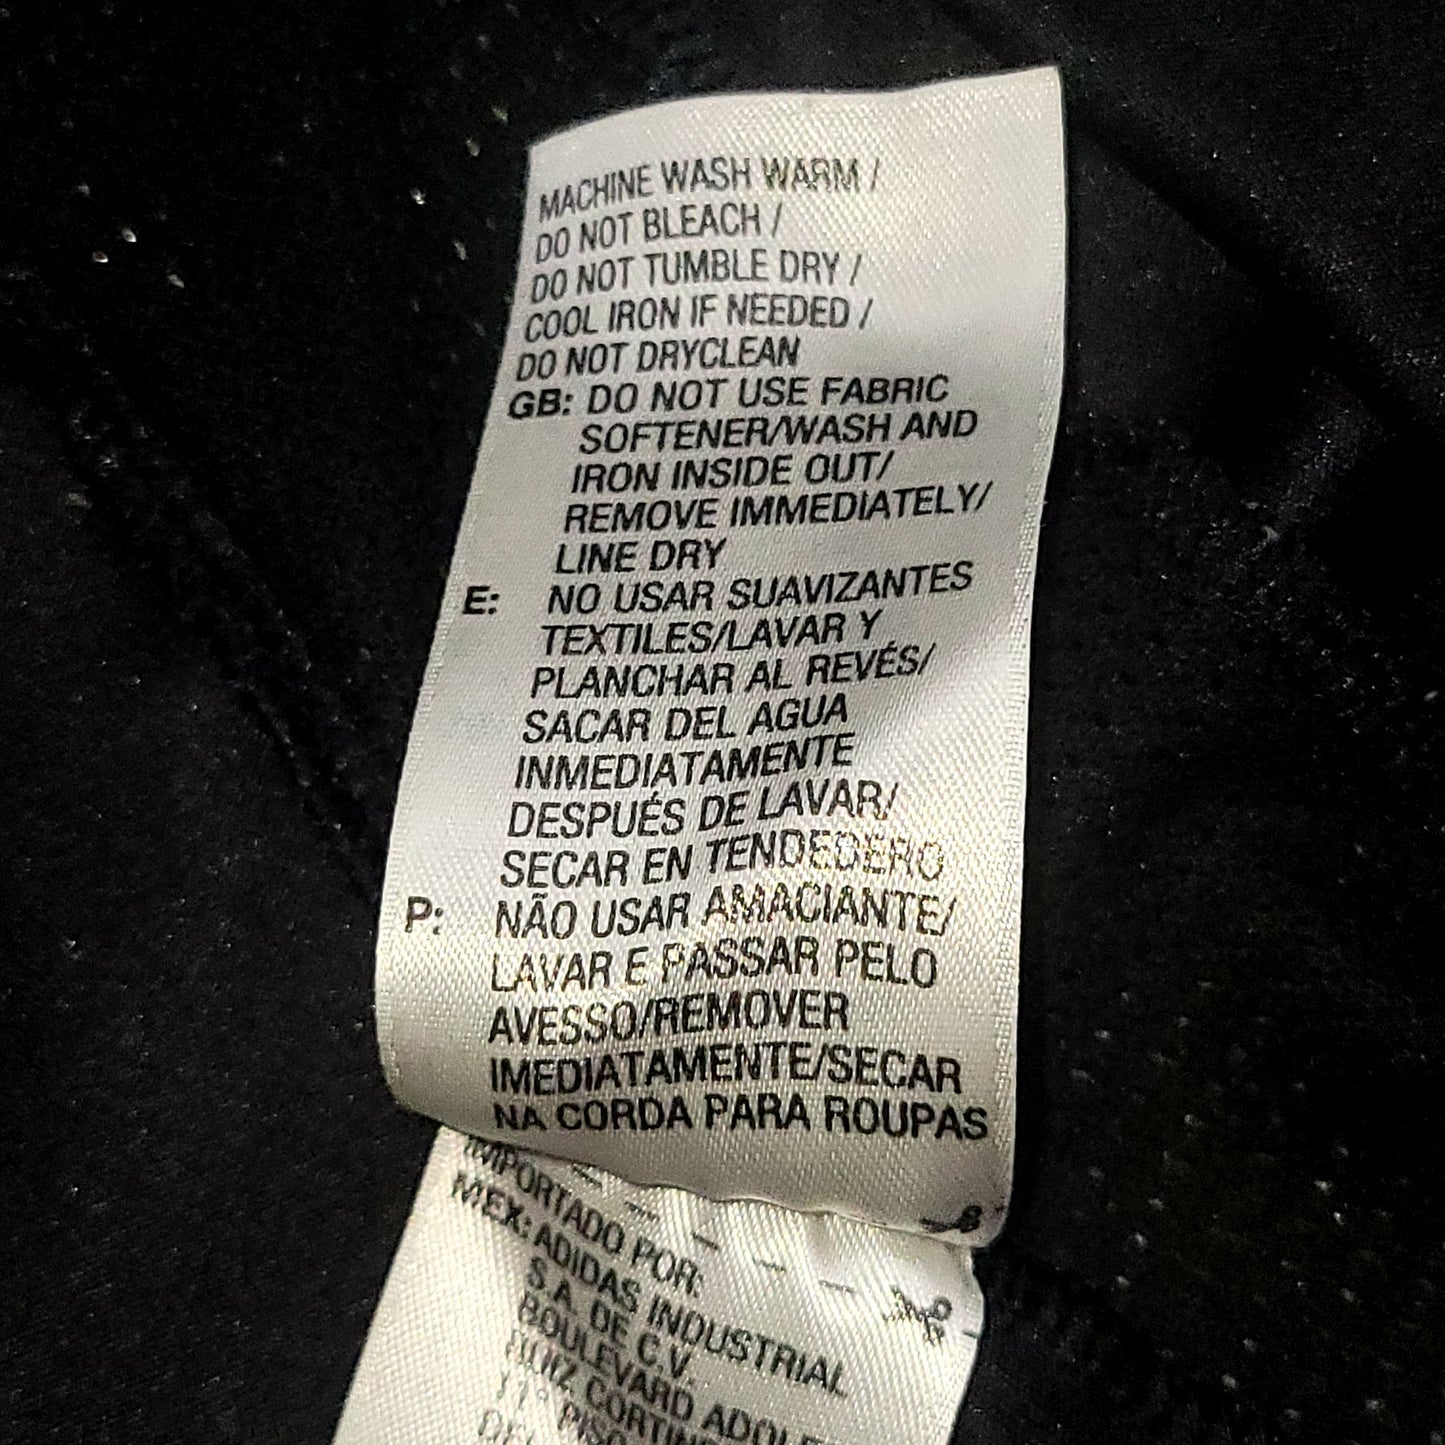 MACHINE WASH WARM /
DO NOT BLEACH /
DO NOT TUMBLE DRY /
COOL IRON IF NEEDED /
DO NOT DRYCLEAN
GB: DO NOT USE FABRIC
SOFTENER/WASH AND
IRON INSIDE OUT/
REMOVE IMMEDIATELY/
LINE DRY
E: NO USAR SUAVIZANTES
TEXTILES/LAVAR Y
PLANCHAR AL REVÉS/
SACAR DEL AGUA
INMEDIATAMENTE
DESPUÉS DE LAVAR/
SECAR EN TENDEDERO
P: NÃO USAR AMACIANTE/
LAVAR E PASSAR PELO
AVESSO/REMOVER
IMEDIATAMENTE/SECAR
NA CORDA PARA ROUPAS
IMPORTADO POR:
MEX: ADIDAS INDUSTRIAL
S.A. DE C.V.
BOULEVARD
PISO